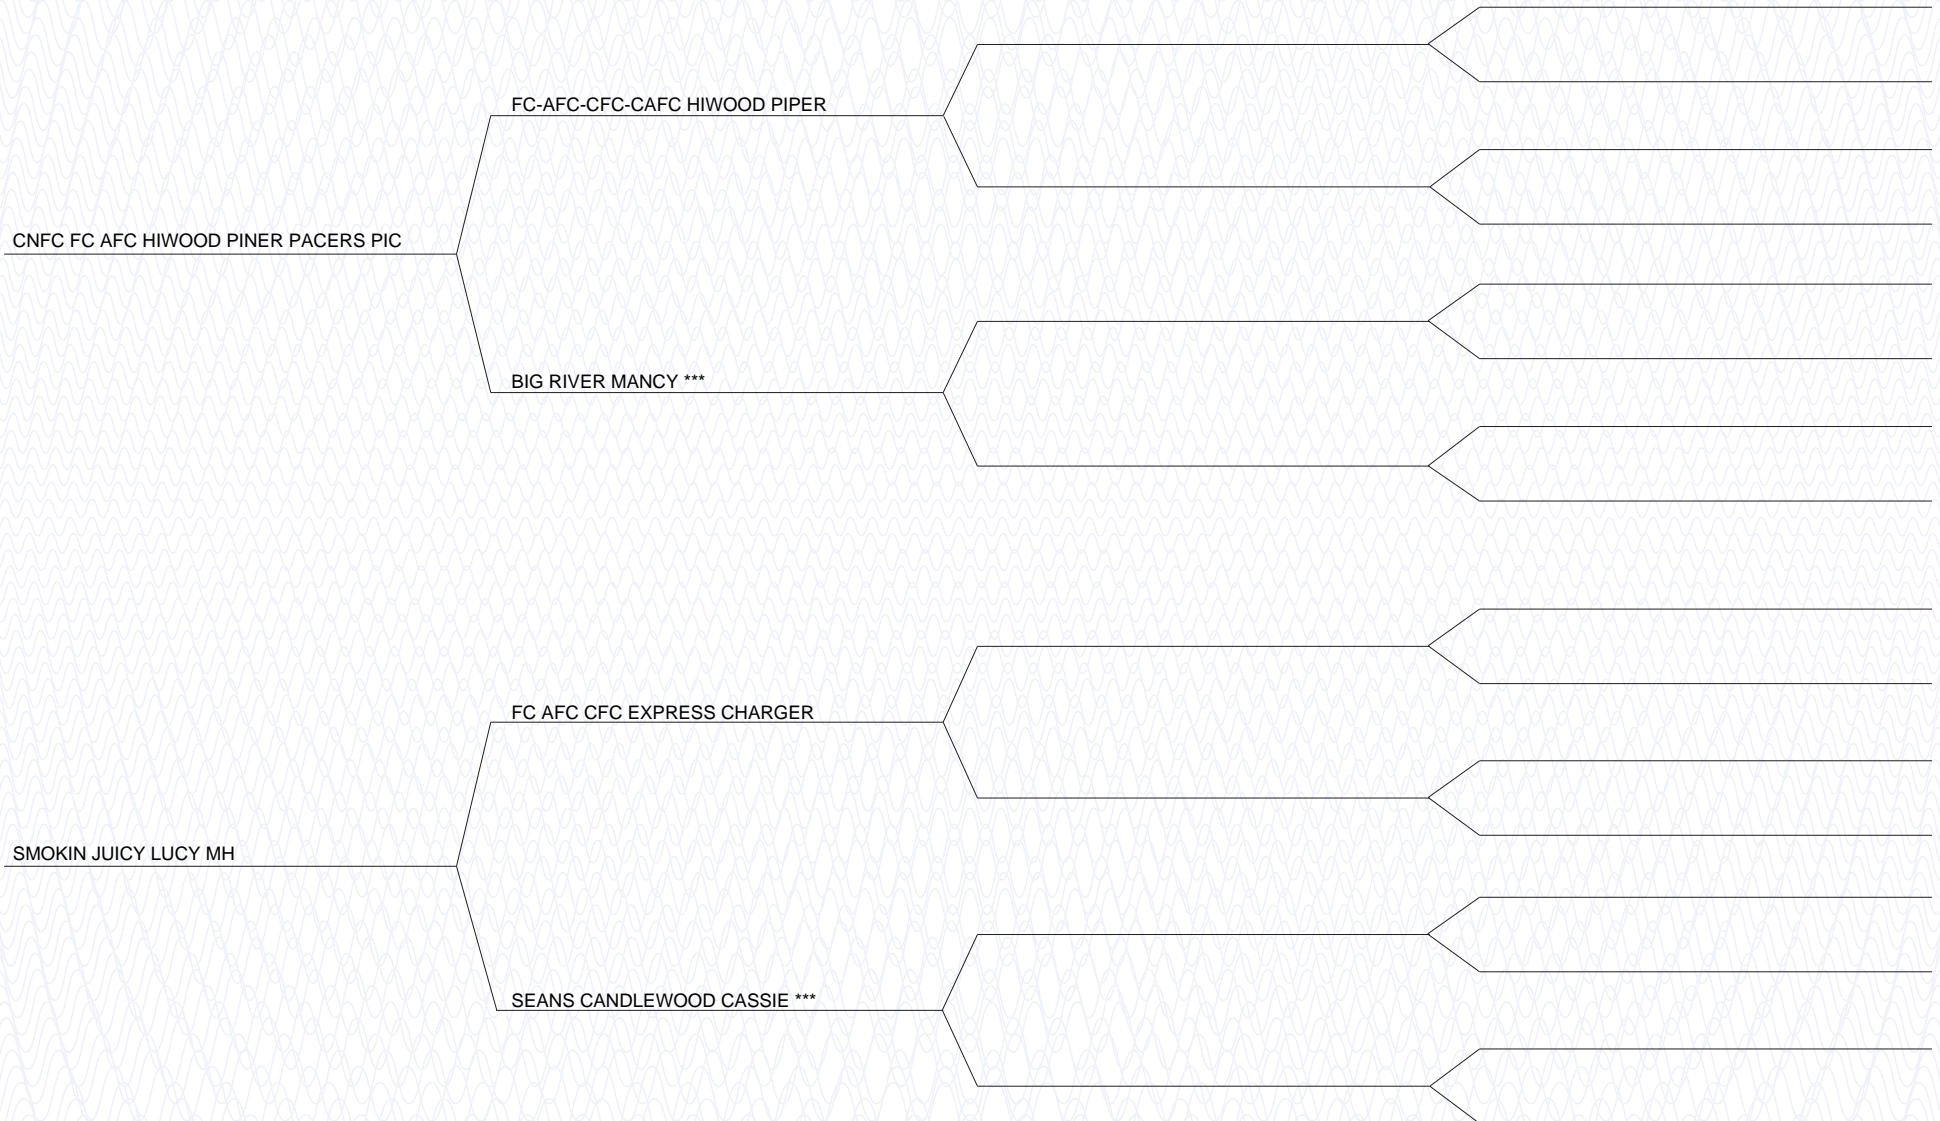 FC-AFC-CFC-CAFC HIWOOD PIPER
CNFC FC AFC HIWOOD PINER PACERS PIC
BIG RIVER MANCY ***
FC AFC CFC EXPRESS CHARGER
SMOKIN JUICY LUCY MH
SEANS CANDLEWOOD CASSIE ***